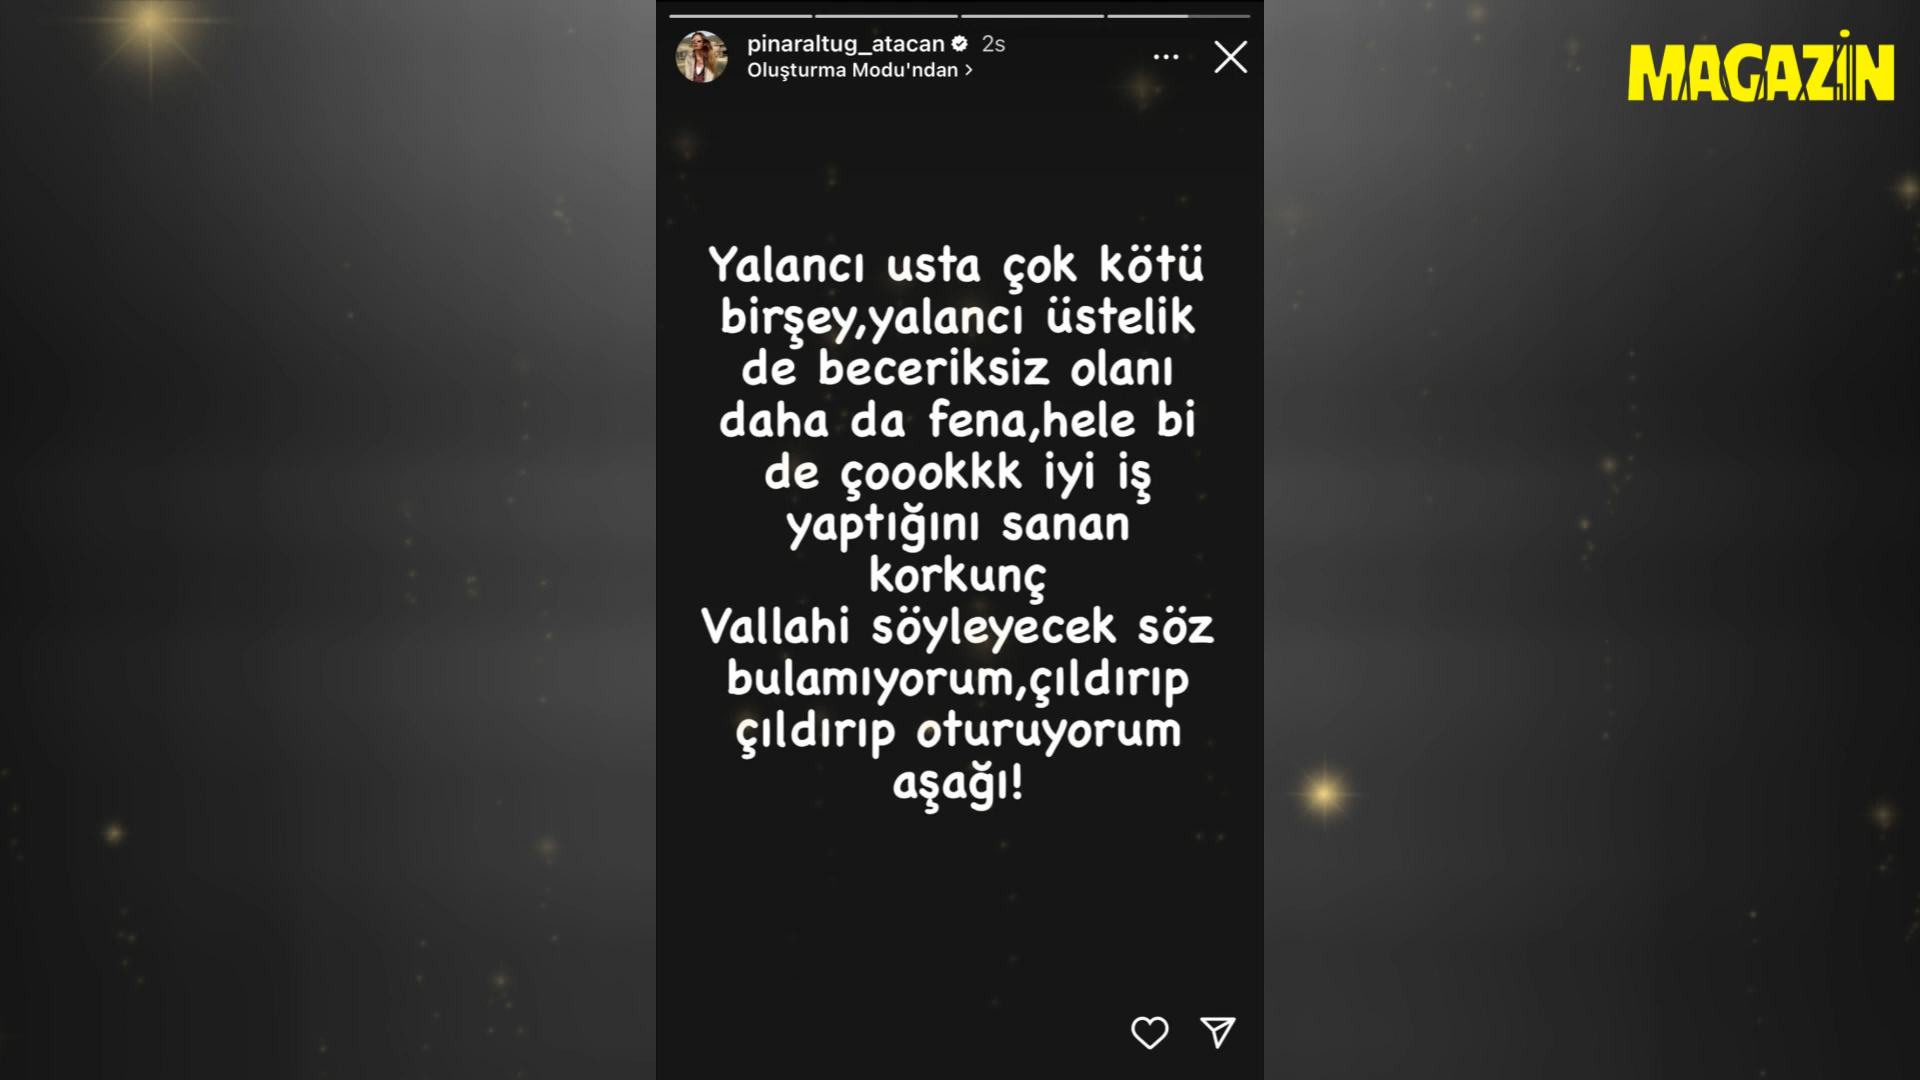 pinaraltug_atacan 2s
Oluşturma Modu'ndan >
MAGAZİN
Yalancı usta çok kötü
birşey,yalancı üstelik
de beceriksiz olanı
daha da fena,hele bi
de çoookkk iyi iş
yaptığını sanan
korkunç
Vallahi söyleyecek söz
bulamıyorum,çıldırıp
çıldırıp oturuyorum
aşağı!